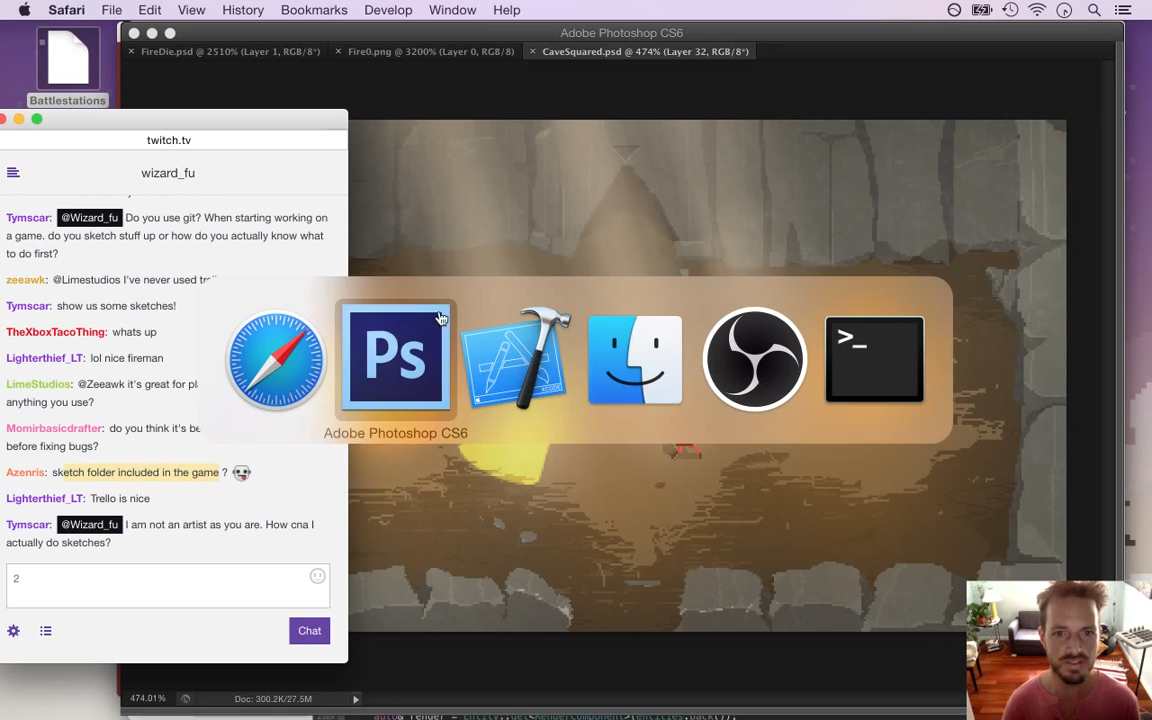 Safari File Edit View History Bookmarks Develop Window Help
Adobe Photoshop CS6
FireDie.psd @ 2510% (Layer 1, RGB/8*)
Fire0.png @ 3200% (Layer 0, RGB/8)
CaveSquared.psd @ 474% (Layer 32, RGB/8*)
Battlestations
twitch.tv
wizard_fu
Tymscar: @Wizard_fu Do you use git? When starting working on
a game. do you sketch stuff up or how do you actually know what
to do first?
zeeawk: @Limestudios I've never used
Tymscar: show us some sketches!
TheXboxTacoThing: whats up
Lighterthief_LT: lol nice fireman
LimeStudios: @Zeeawk it's great for
anything you use?
Momirbasicdrafter: do you think it's
before fixing bugs?
Azenris: sketch folder included in the game ?
Lighterthief_LT: Trello is nice
Tymscar: @Wizard_fu I am not an artist as you are. How cna I
actually do sketches?
2
Chat
Ps
XCODE
>_
Adobe Photoshop CS6
474.01% Doc: 300.2K/27.5M